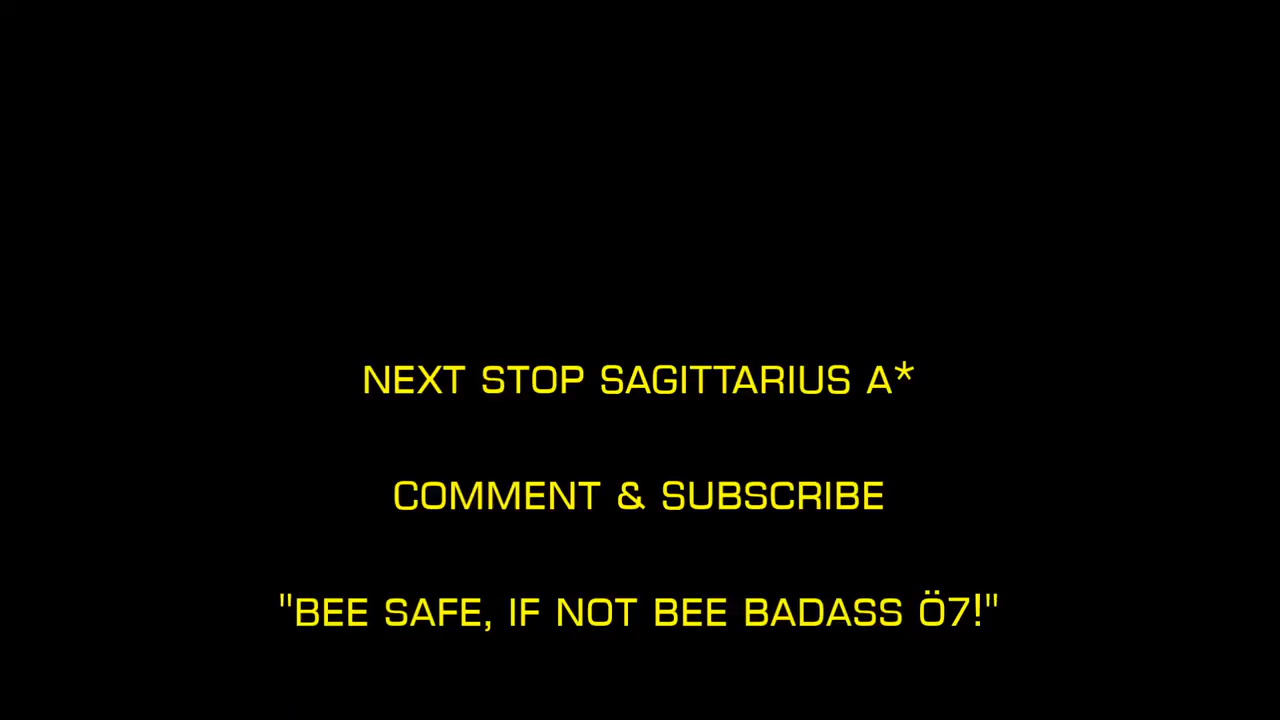 NEXT STOP SAGITTARIUS A*
COMMENT & SUBSCRIBE
"BEE SAFE, IF NOT BEE BADASS Ö7!"